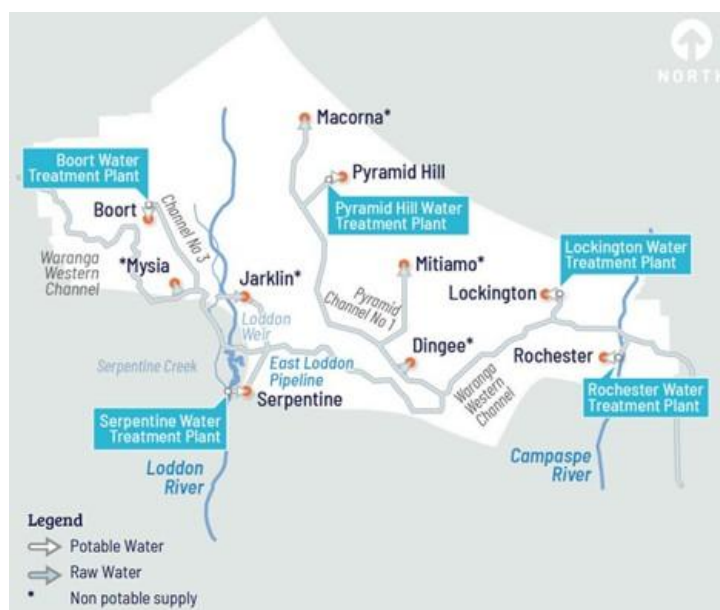 NORTH
Macorna*
Boort Water
Treatment Plant
Pyramid Hill
Boort
Channel No 3
Pyramid Hill Water
Treatment Plant
Lockington Water
Treatment Plant
Waranga
Western
Channel
*Mysia
Jarklin*
Mitiamo*
Lockington
Pyramid
Channel No 1
Loddon
Weir
Dingee*
Serpentine Creek
East Loddon
Pipeline
Rochester
Waranga
Western
Channel
Serpentine
Rochester Water
Treatment Plant
Serpentine Water
Treatment Plant
Loddon
River
Campaspe
River
Legend
Potable Water
Raw Water
* Non potable supply